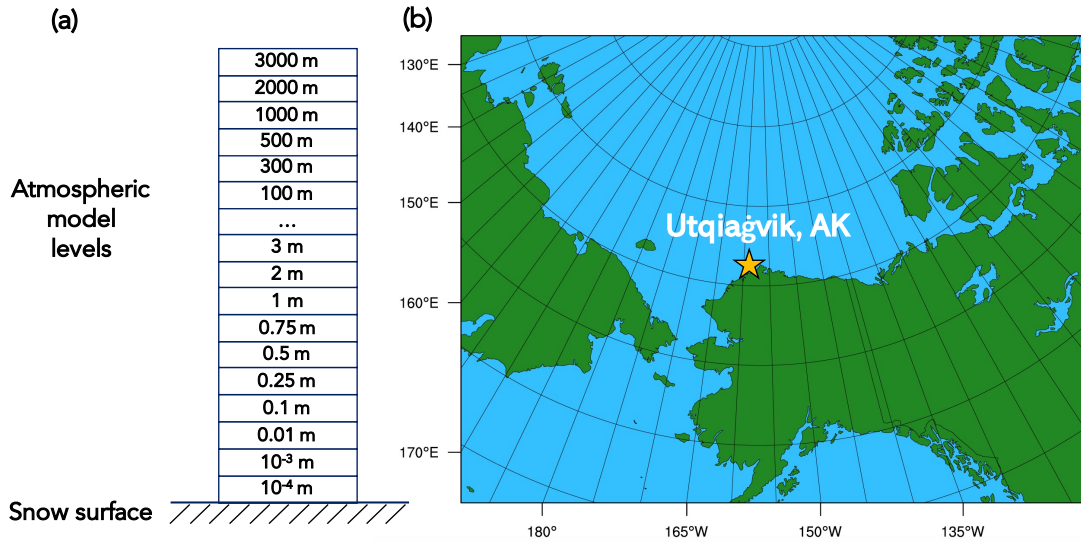 (a)
3000 m
2000 m
1000 m
500 m
300 m
100 m
...
3 m
2 m
1 m
0.75 m
0.5 m
0.25 m
0.1 m
0.01 m
10⁻³ m
10⁻⁴ m
Atmospheric
model
levels
Snow surface
(b)
130°E
140°E
150°E
160°E
170°E
Utqiaġvik, AK
180°
165°W
150°W
135°W